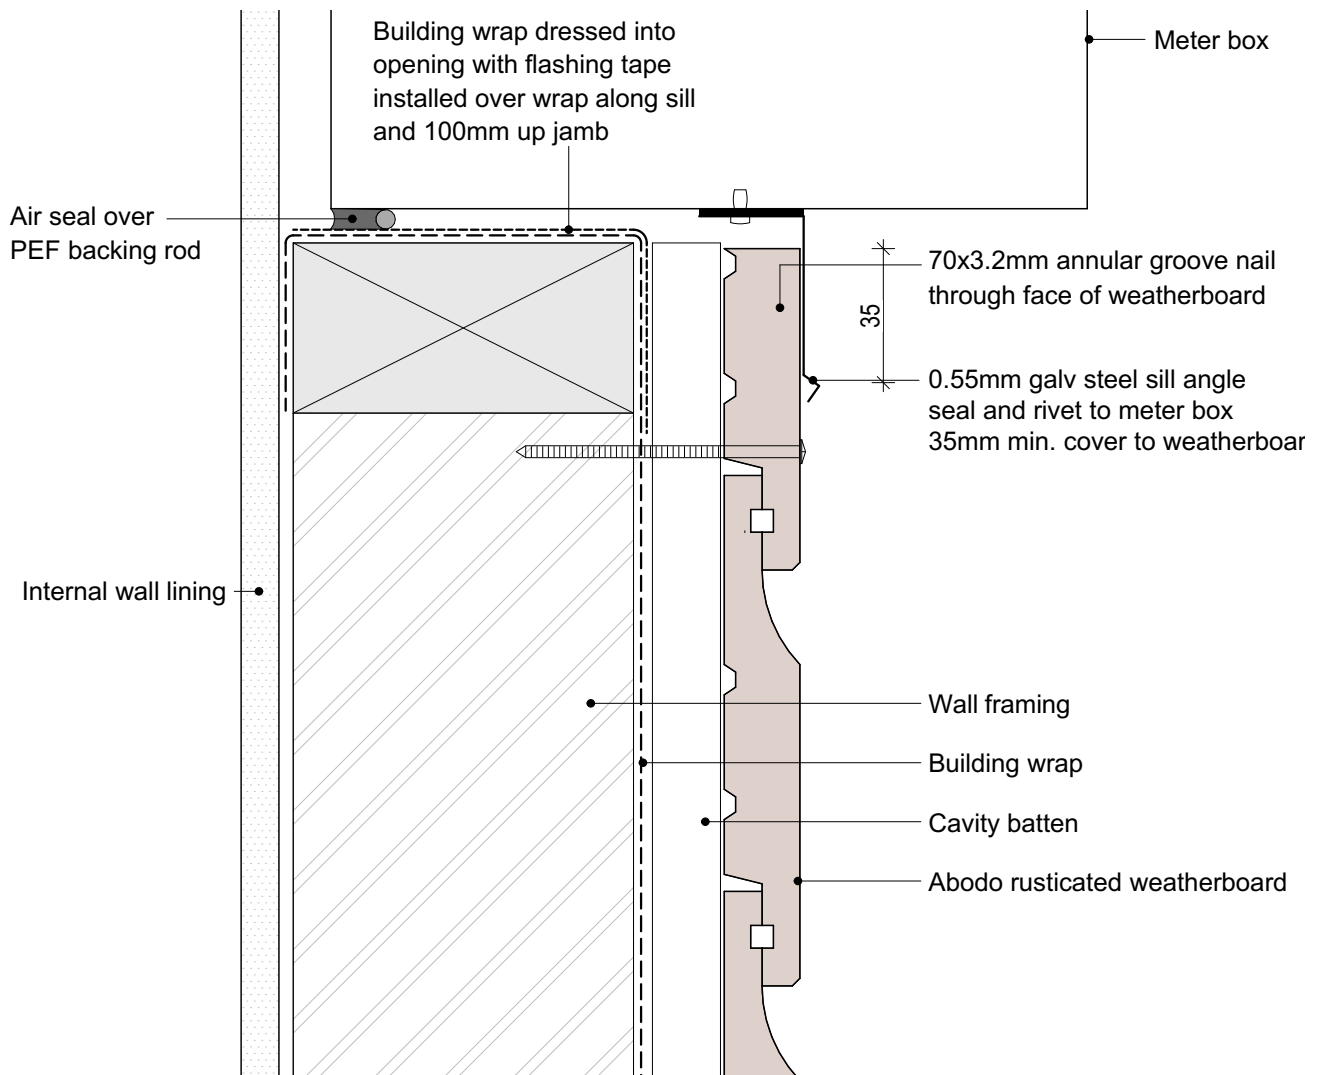 Building wrap dressed into
opening with flashing tape
installed over wrap along sill
and 100mm up jamb
Meter box
Air seal over
PEF backing rod
70x3.2mm annular groove nail
through face of weatherboard
35
0.55mm galv steel sill angle
seal and rivet to meter box
35mm min. cover to weatherboar
Internal wall lining
Wall framing
Building wrap
Cavity batten
Abodo rusticated weatherboard